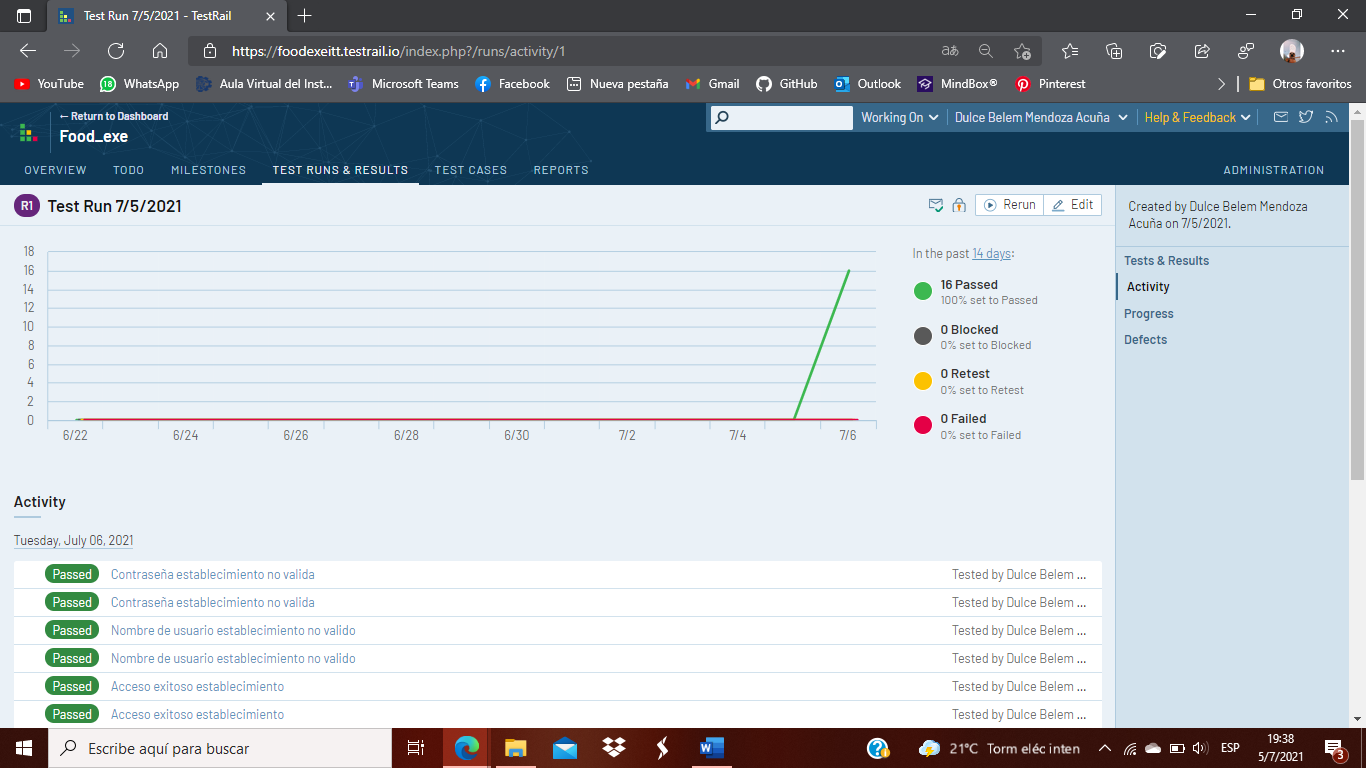 Test Run 7/5/2021 - TestRail
https://foodexeitt.testrail.io/index.php?/runs/activity/1
YouTube
18
WhatsApp
Aula Virtual del Inst...
Microsoft Teams
Facebook
Nueva pestaña
Gmail
GitHub
Outlook
MindBox®
Pinterest
Otros favoritos
← Return to Dashboard
Food_exe
Working On
Dulce Belem Mendoza Acuña
Help & Feedback
OVERVIEW
TODO
MILESTONES
TEST RUNS & RESULTS
TEST CASES
REPORTS
ADMINISTRATION
R1
Test Run 7/5/2021
Rerun
Edit
Created by Dulce Belem Mendoza
Acuña on 7/5/2021.
Tests & Results
Activity
Progress
Defects
18
16
14
12
10
8
6
4
2
0
6/22
6/24
6/26
6/28
6/30
7/2
7/4
7/6
In the past 14 days:
16 Passed
100% set to Passed
0 Blocked
0% set to Blocked
0 Retest
0% set to Retest
0 Failed
0% set to Failed
Activity
Tuesday, July 06, 2021
Passed Contraseña establecimiento no valida Tested by Dulce Belem ...
Passed Contraseña establecimiento no valida Tested by Dulce Belem ...
Passed Nombre de usuario establecimiento no valido Tested by Dulce Belem ...
Passed Nombre de usuario establecimiento no valido Tested by Dulce Belem ...
Passed Acceso exitoso establecimiento Tested by Dulce Belem ...
Passed Acceso exitoso establecimiento Tested by Dulce Belem ...
Escribe aquí para buscar
21°C Torm eléc inten
ESP
19:38
5/7/2021
3